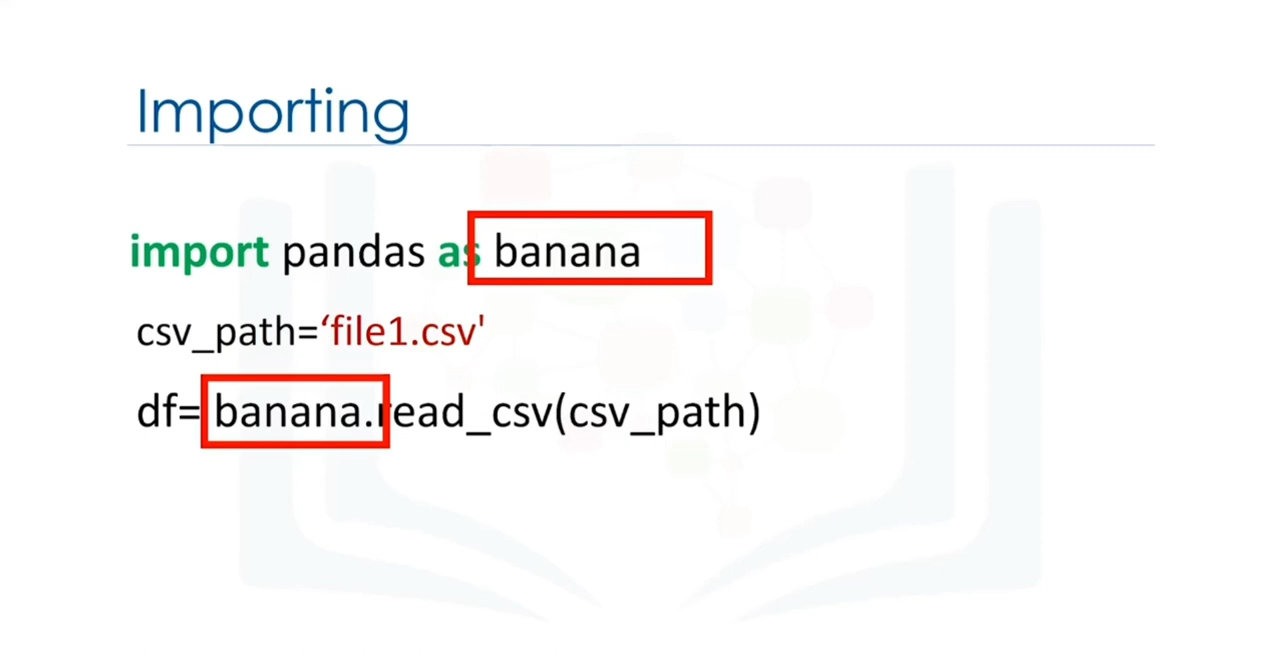 Importing
import pandas as banana
csv_path=‘file1.csv'
df= banana.read_csv(csv_path)